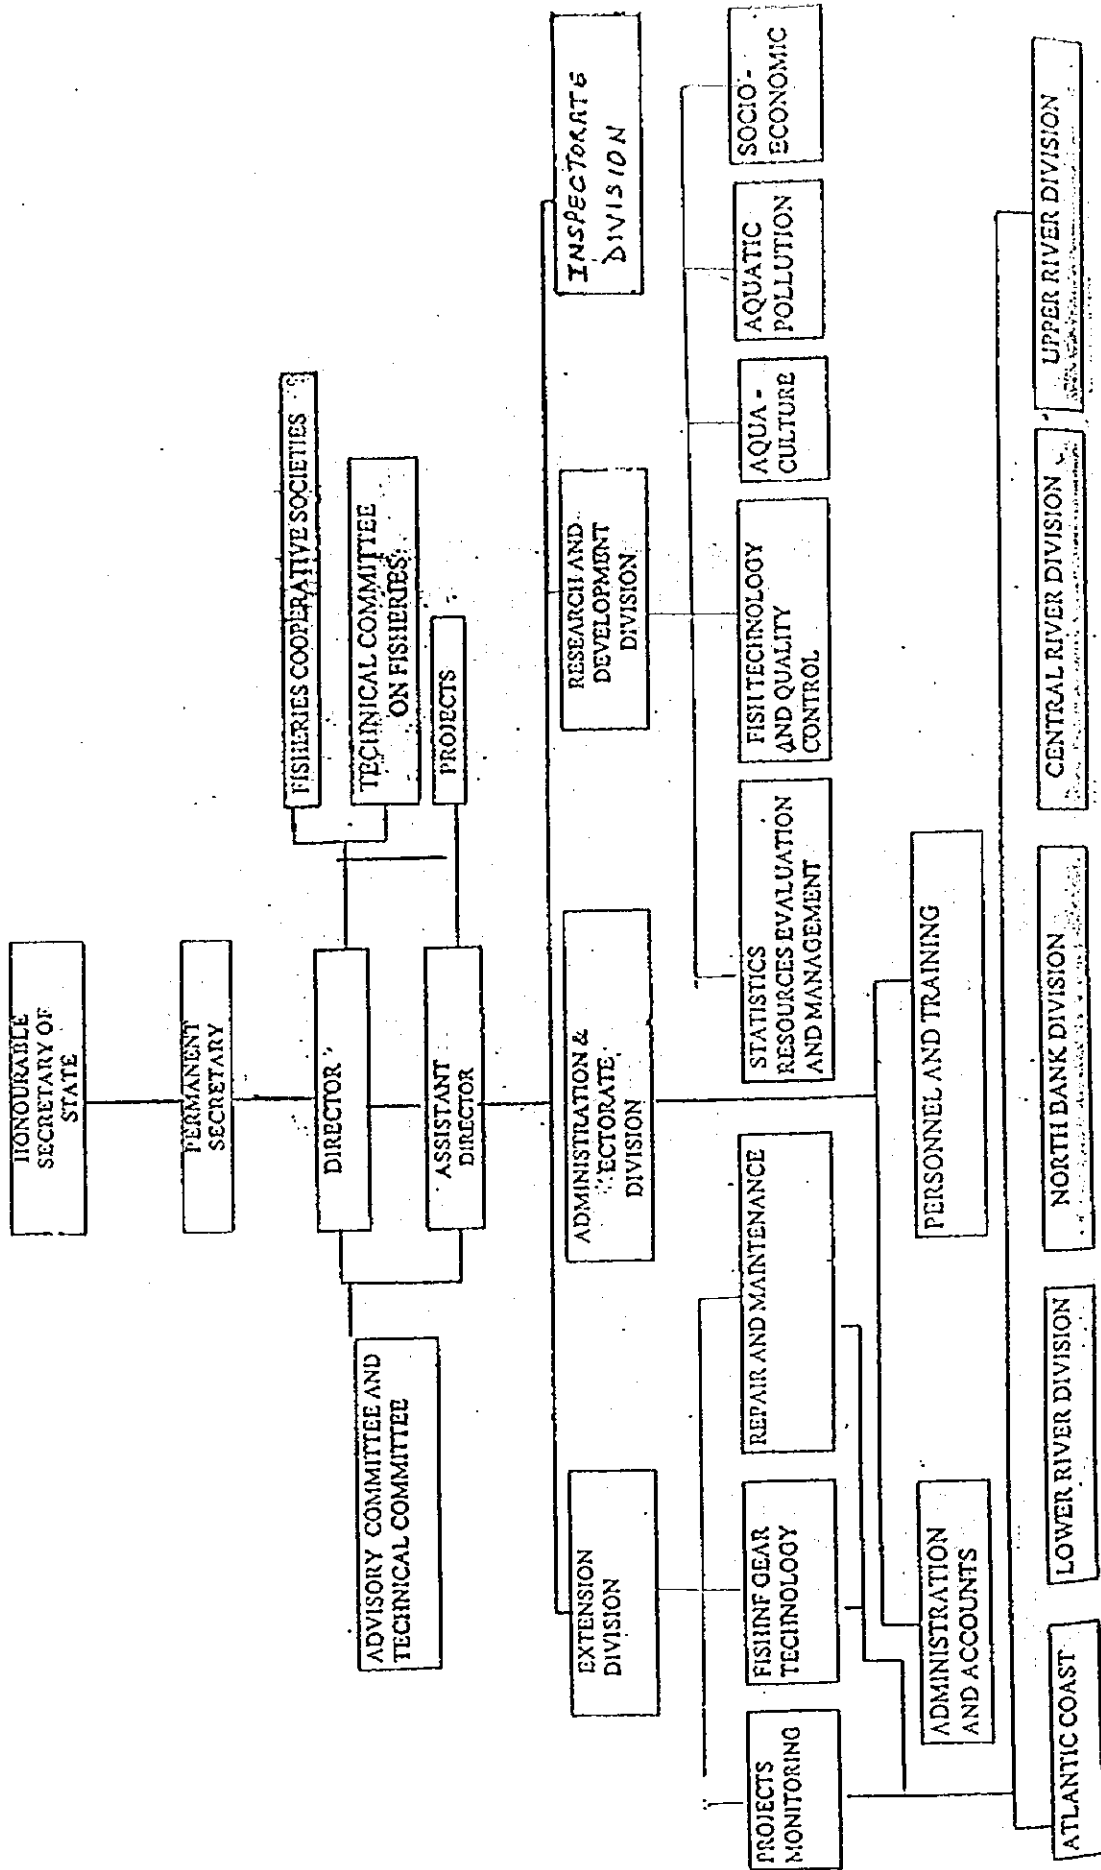 HONOURABLE
SECRETARY OF
STATE
PERMANENT
SECRETARY
DIRECTOR
ASSISTANT
DIRECTOR
FISHERIES COOPERATIVE SOCIETIES
TECHNICAL COMMITTEE
ON FISHERIES
PROJECTS
ADVISORY COMMITTEE AND
TECHNICAL COMMITTEE
EXTENSION
DIVISION
ADMINISTRATION &
DIVISION
RESEARCH AND
DEVELOPMENT
DIVISION
INSPECTORATE
DIVISION
PROJECTS
MONITORING
FISHINF GEAR
TECHNOLOGY
REPAIR AND MAINTENANCE
STATISTICS
RESOURCES EVALUATION
AND MANAGEMENT
FISH TECHNOLOGY
AND QUALITY
CONTROL
AQUA -
CULTURE
AQUATIC
POLLUTION
SOCIO -
ECONOMIC
ADMINISTRATION
AND ACCOUNTS
PERSONNEL AND TRAINING
ATLANTIC COAST
LOWER RIVER DIVISION
NORTH BANK DIVISION
CENTRAL RIVER DIVISION
UPPER RIVER DIVISION